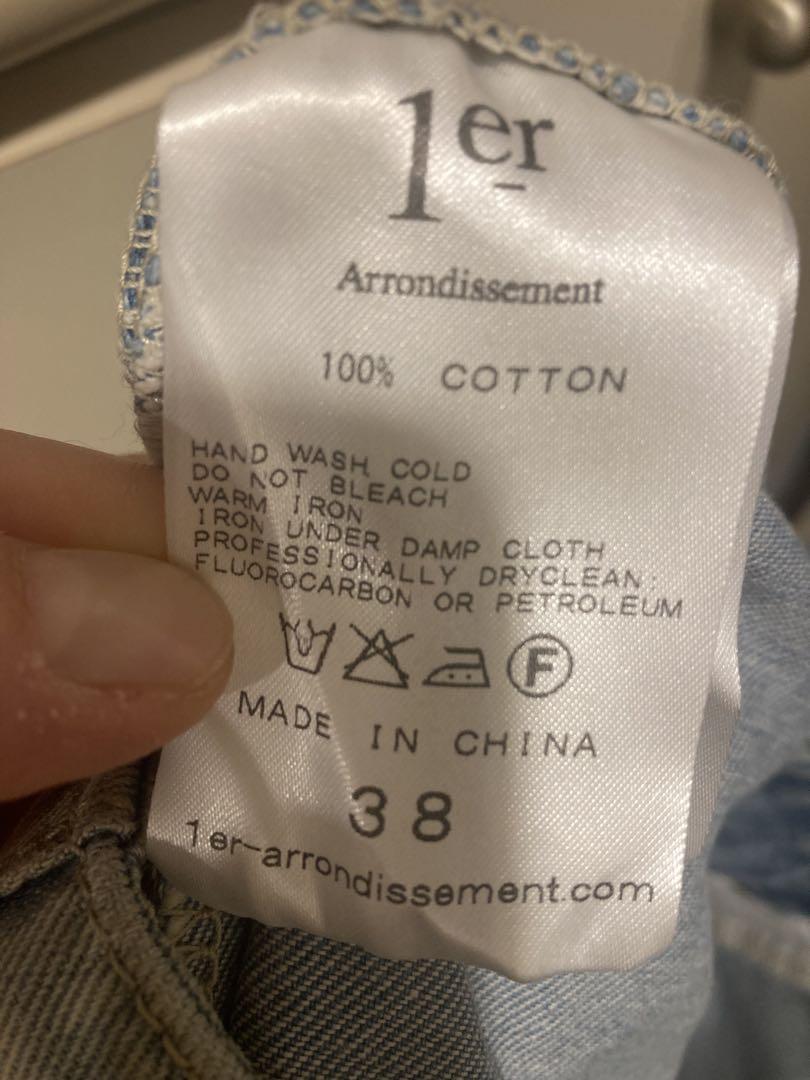 1er
Arrondissement
100% COTTON
HAND WASH COLD
DO NOT BLEACH
WARM IRON
IRON UNDER DAMP CLOTH
PROFESSIONALLY DRYCLEAN:
FLUOROCARBON OR PETROLEUM
F
MADE IN CHINA
38
1er-arrondissement.com